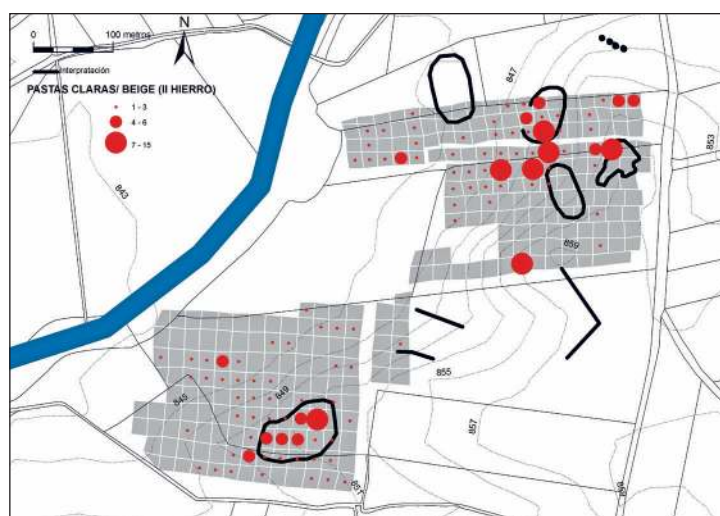 N
0 100 metros
Interpratación
PASTAS CLARAS/ BEIGE (II HIERRO)
1 - 3
4 - 6
7 - 15
847
853
843
859
855
849
845
857
851